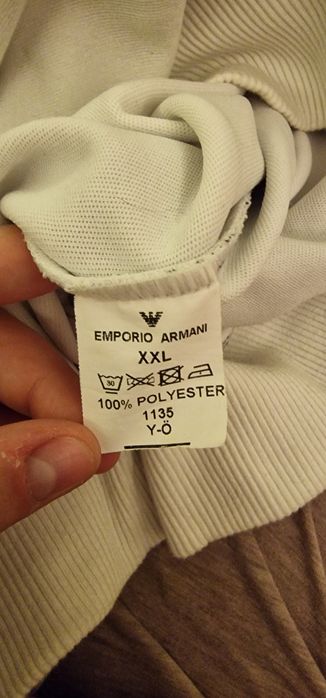 EMPORIO ARMANI
XXL
30
100% POLYESTER
1135
Y-Ö